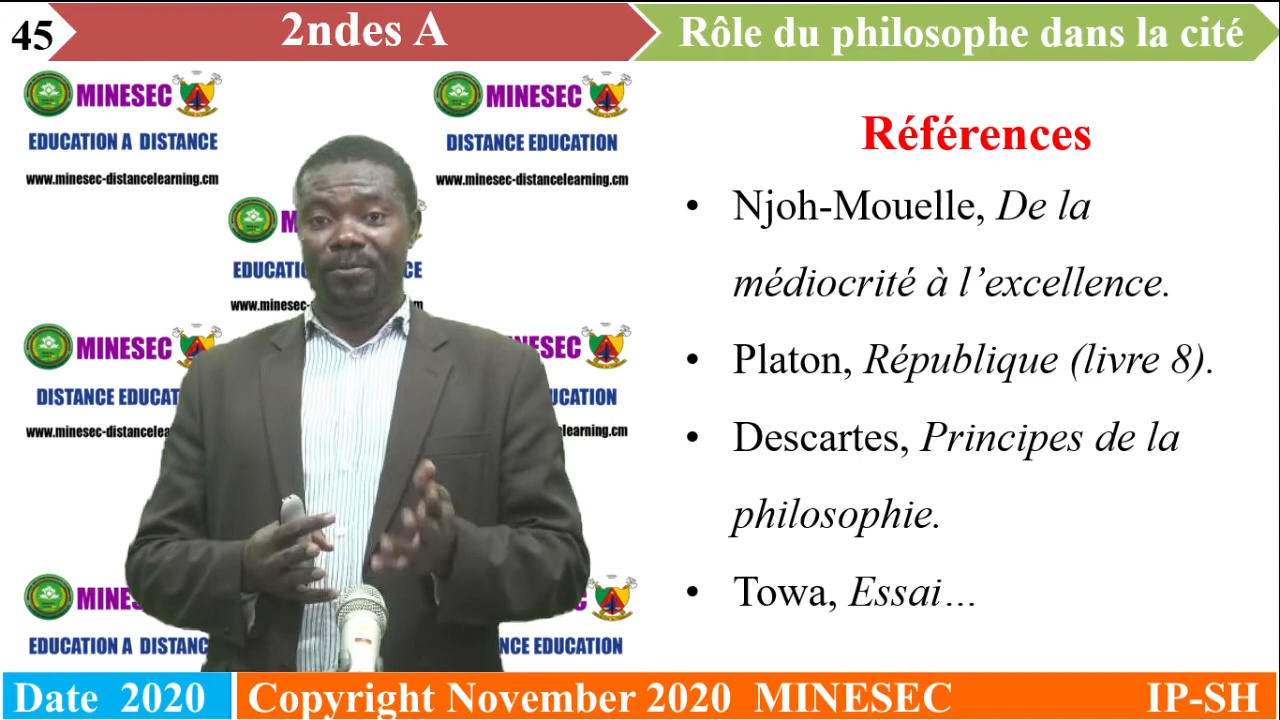 45
2ndes A
Rôle du philosophe dans la cité
MINESEC
EDUCATION A DISTANCE
www.minesec-distancelearning.cm
MINESEC
DISTANCE EDUCATION
www.minesec-distancelearning.cm
Références
• Njoh-Mouelle, De la
médiocrité à l’excellence.
• Platon, République (livre 8).
• Descartes, Principes de la
philosophie.
• Towa, Essai…
MINESEC
DISTANCE
EDUCATION A
Date 2020
Copyright November 2020 MINESEC
IP-SH